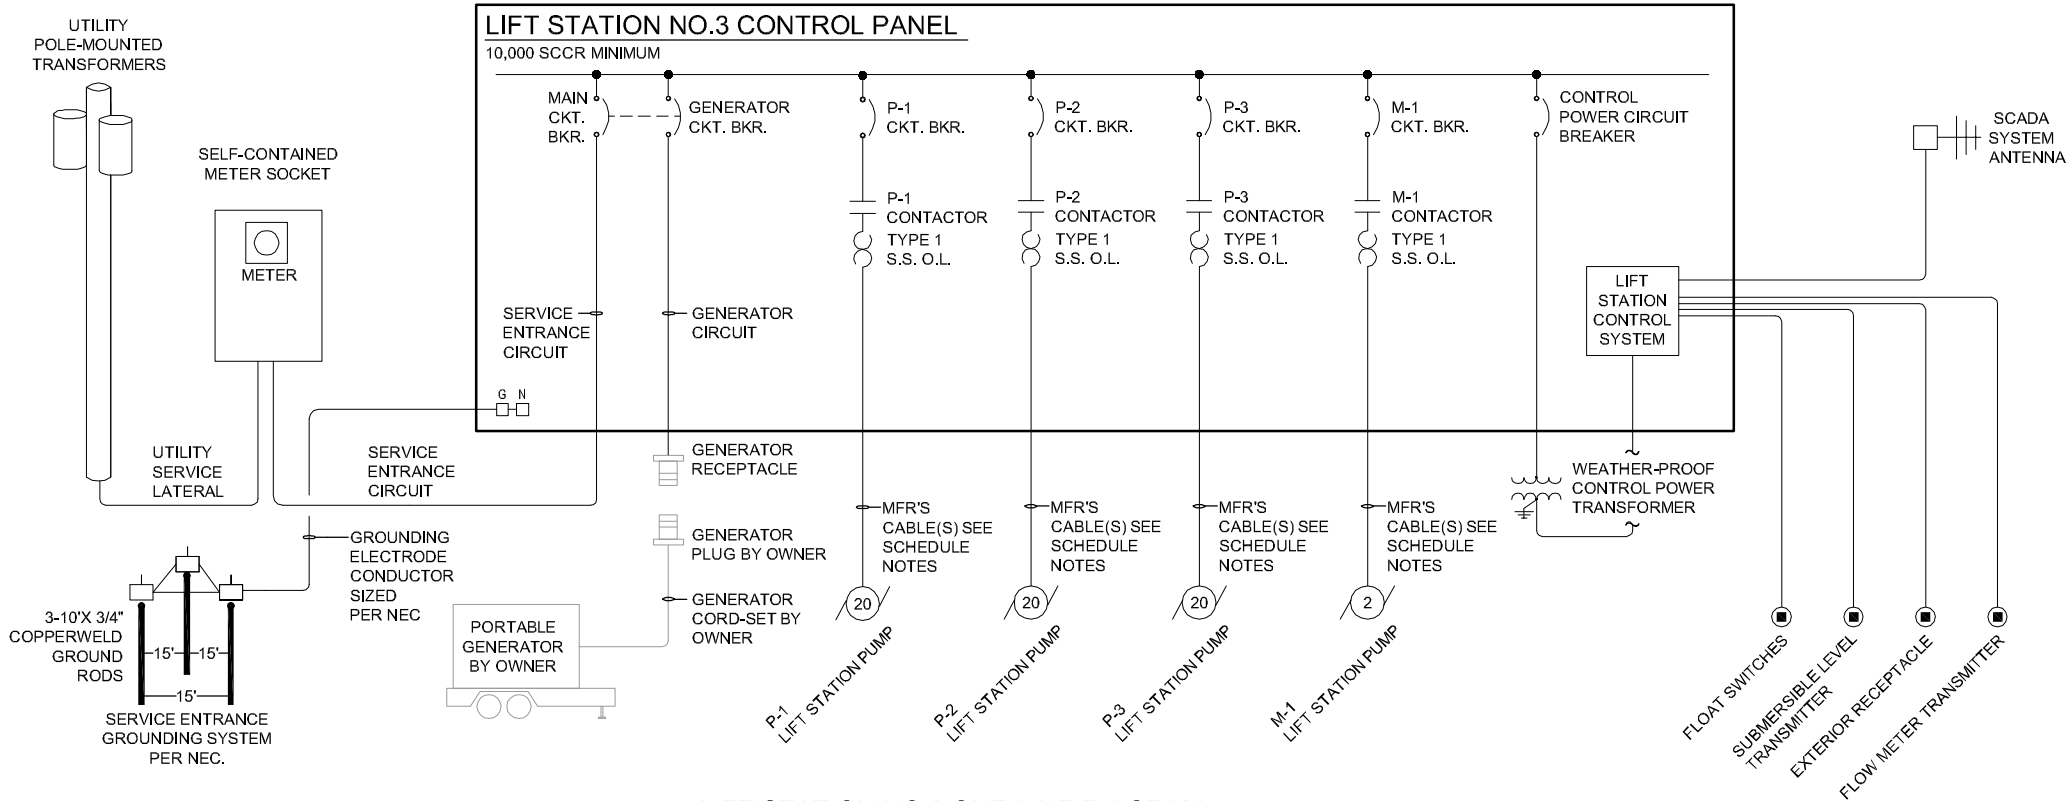 UTILITY
POLE-MOUNTED
TRANSFORMERS
SELF-CONTAINED
METER SOCKET
METER
LIFT STATION NO.3 CONTROL PANEL
10,000 SCCR MINIMUM
MAIN
CKT.
BKR.
GENERATOR
CKT. BKR.
P-1
CKT. BKR.
P-2
CKT. BKR.
P-3
CKT. BKR.
M-1
CKT. BKR.
CONTROL
POWER CIRCUIT
BREAKER
SCADA
SYSTEM
ANTENNA
P-1
CONTACTOR
TYPE 1
S.S. O.L.
P-2
CONTACTOR
TYPE 1
S.S. O.L.
P-3
CONTACTOR
TYPE 1
S.S. O.L.
M-1
CONTACTOR
TYPE 1
S.S. O.L.
LIFT
STATION
CONTROL
SYSTEM
SERVICE
ENTRANCE
CIRCUIT
GENERATOR
CIRCUIT
G N
UTILITY
SERVICE
LATERAL
SERVICE
ENTRANCE
CIRCUIT
GENERATOR
RECEPTACLE
GENERATOR
PLUG BY OWNER
GENERATOR
CORD-SET BY
OWNER
PORTABLE
GENERATOR
BY OWNER
GROUNDING
ELECTRODE
CONDUCTOR
SIZED
PER NEC
3-10'X 3/4"
COPPERWELD
GROUND
RODS
15' 15'
15'
SERVICE ENTRANCE
GROUNDING SYSTEM
PER NEC.
MFR'S
CABLE(S) SEE
SCHEDULE
NOTES
MFR'S
CABLE(S) SEE
SCHEDULE
NOTES
MFR'S
CABLE(S) SEE
SCHEDULE
NOTES
MFR'S
CABLE(S) SEE
SCHEDULE
NOTES
WEATHER-PROOF
CONTROL POWER
TRANSFORMER
20
20
20
2
P-1
LIFT STATION PUMP
P-2
LIFT STATION PUMP
P-3
LIFT STATION PUMP
M-1
LIFT STATION PUMP
FLOAT SWITCHES
SUBMERSIBLE LEVEL
TRANSMITTER
EXTERIOR RECEPTACLE
FLOW METER TRANSMITTER